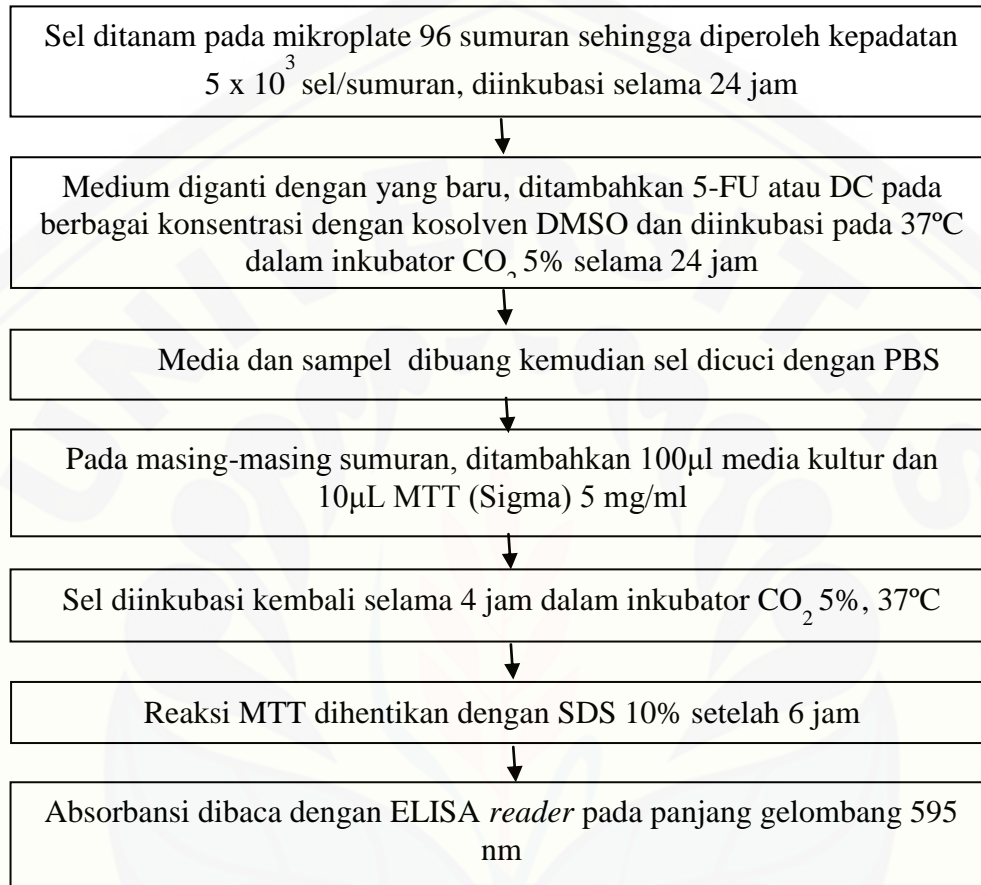 Sel ditanam pada mikroplate 96 sumuran sehingga diperoleh kepadatan
5 x 10³ sel/sumuran, diinkubasi selama 24 jam
Medium diganti dengan yang baru, ditambahkan 5-FU atau DC pada
berbagai konsentrasi dengan kosolven DMSO dan diinkubasi pada 37ºC
dalam inkubator CO₂ 5% selama 24 jam
Media dan sampel dibuang kemudian sel dicuci dengan PBS
Pada masing-masing sumuran, ditambahkan 100µl media kultur dan
10µL MTT (Sigma) 5 mg/ml
Sel diinkubasi kembali selama 4 jam dalam inkubator CO₂ 5%, 37ºC
Reaksi MTT dihentikan dengan SDS 10% setelah 6 jam
Absorbansi dibaca dengan ELISA reader pada panjang gelombang 595
nm
UNIVERSITAS